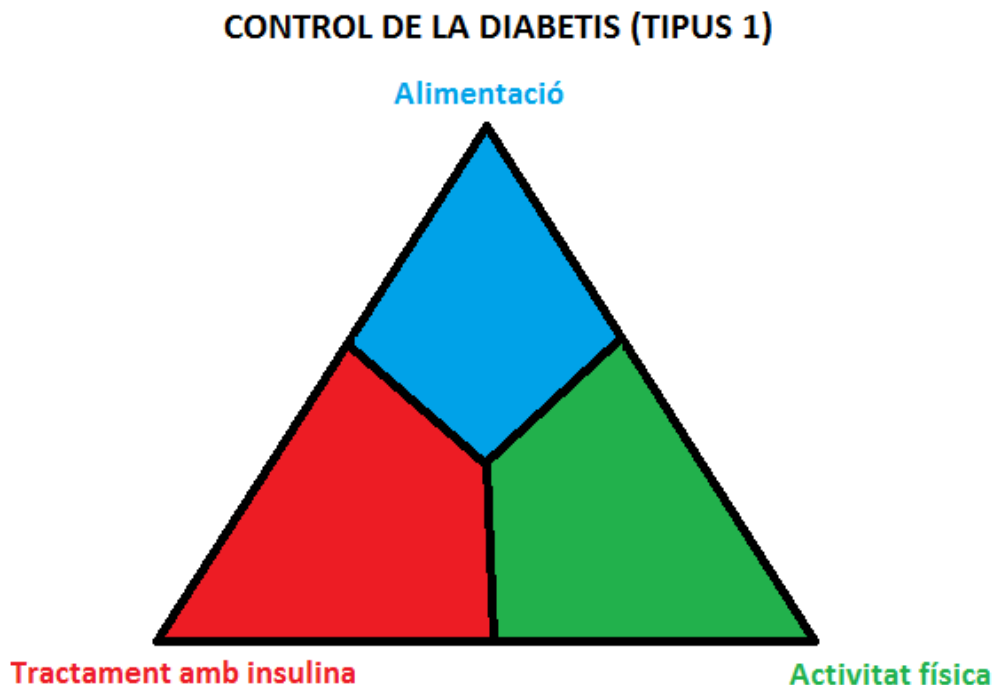 CONTROL DE LA DIABETIS (TIPUS 1)
Alimentació
Tractament amb insulina
Activitat física